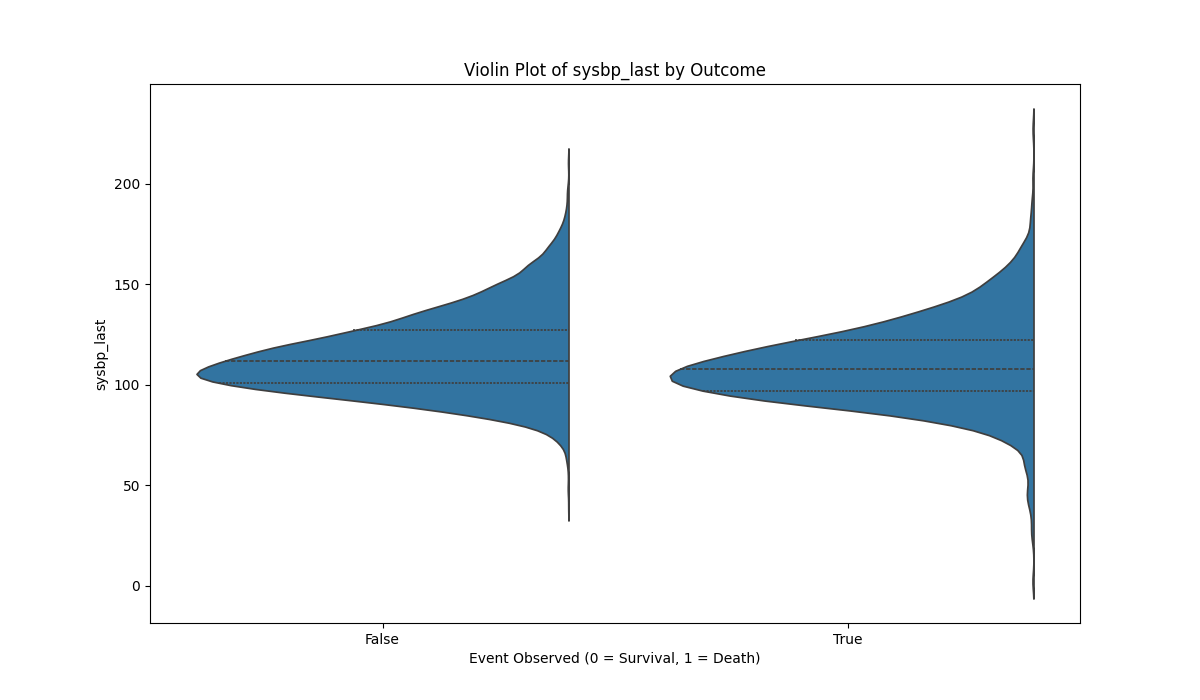 Violin Plot of sysbp_last by Outcome
sysbp_last
200
150
100
50
0
False
True
Event Observed (0 = Survival, 1 = Death)